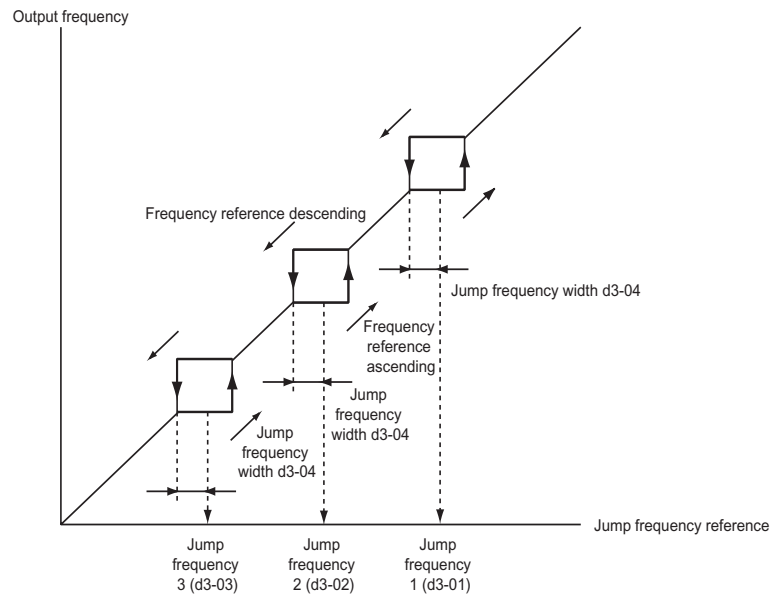 Output frequency
Frequency reference descending
Jump frequency width d3-04
Frequency
reference
ascending
Jump
frequency
width d3-04
Jump
frequency
width d3-04
Jump frequency reference
Jump
frequency
3 (d3-03)
Jump
frequency
2 (d3-02)
Jump
frequency
1 (d3-01)